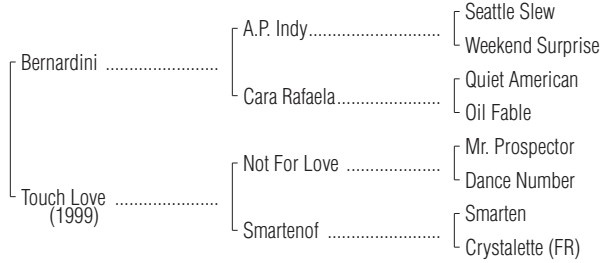 Seattle Slew
A.P. Indy
Weekend Surprise
Bernardini
Quiet American
Cara Rafaela
Oil Fable
Mr. Prospector
Not For Love
Dance Number
Touch Love
(1999)
Smarten
Smartenof
Crystalette (FR)